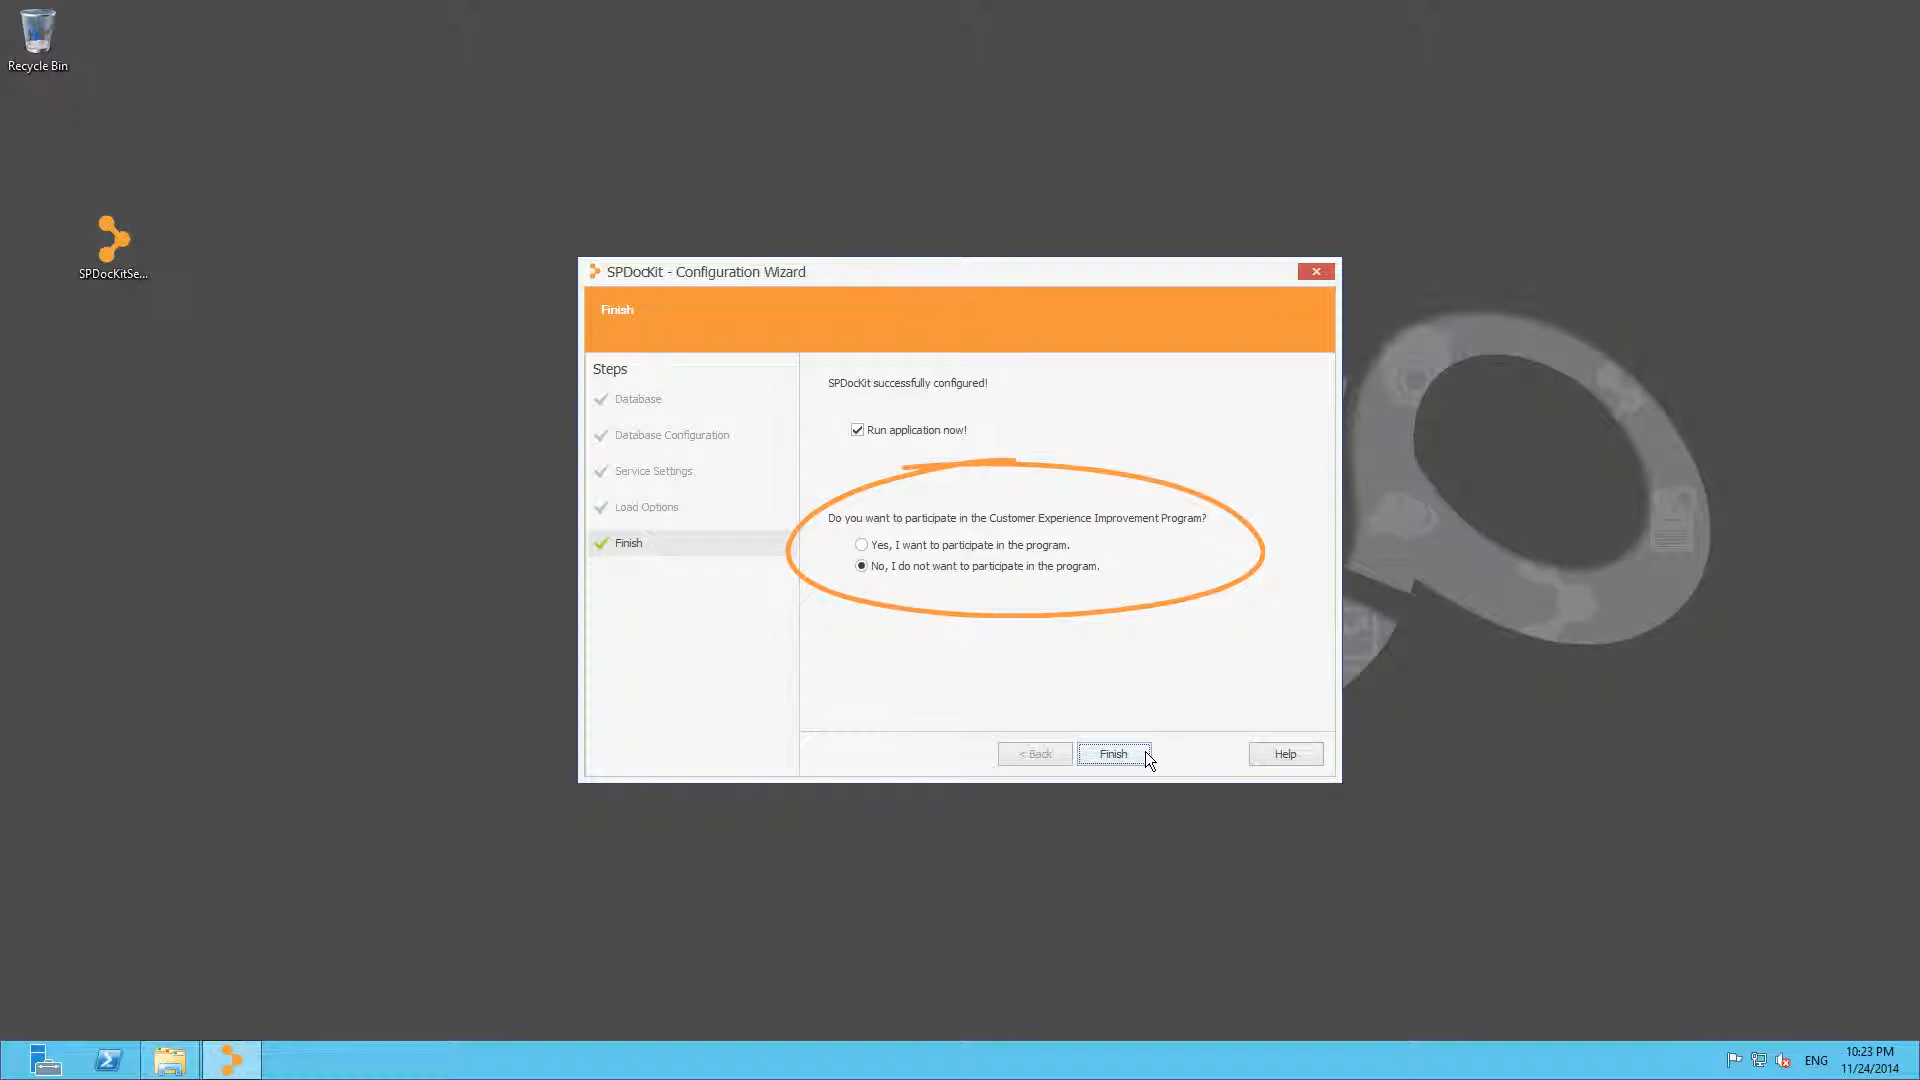 Recycle Bin
SPDocKitSe...
SPDocKit - Configuration Wizard
Finish
Steps
Database
Database Configuration
Service Settings
Load Options
Finish
SPDocKit successfully configured!
Run application now!
Do you want to participate in the Customer Experience Improvement Program?
Yes, I want to participate in the program.
No, I do not want to participate in the program.
< Back
Finish
Help
ENG
10:23 PM
11/24/2014